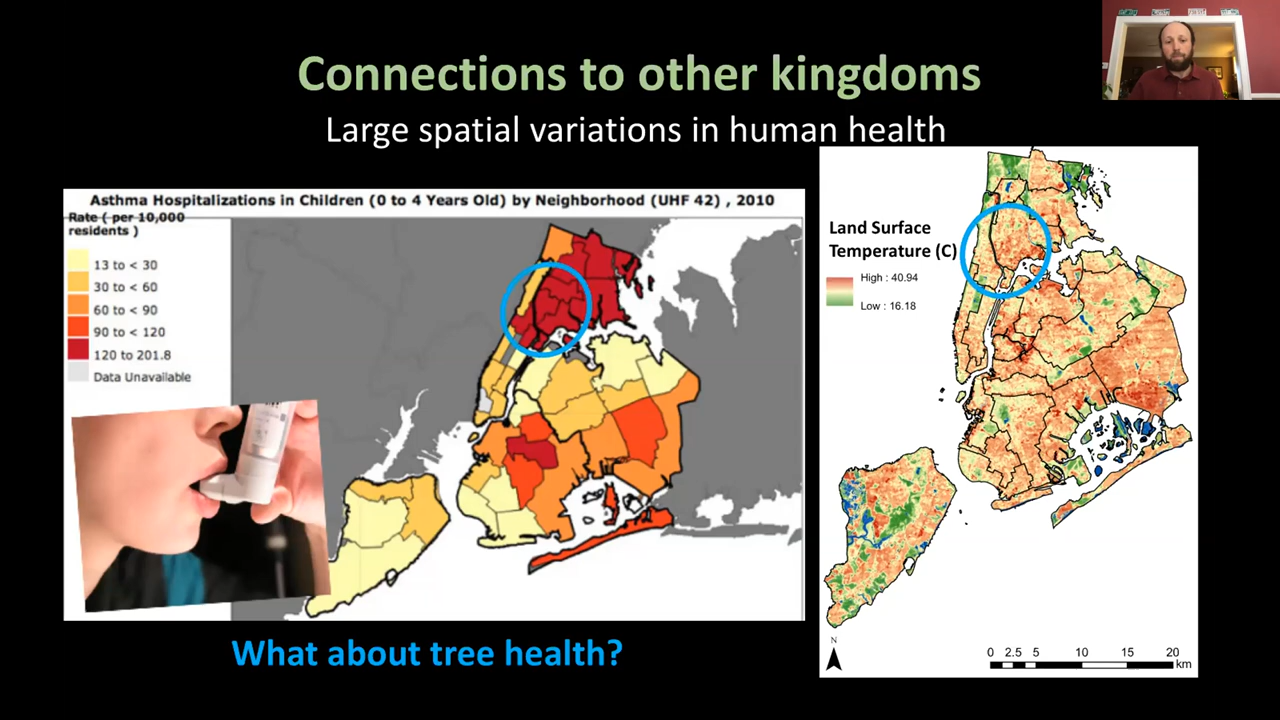 Connections to other kingdoms
Large spatial variations in human health
Asthma Hospitalizations in Children (0 to 4 Years Old) by Neighborhood (UHF 42) , 2010
Rate ( per 10,000
residents )
13 to < 30
30 to < 60
60 to < 90
90 to < 120
120 to 201.8
Data Unavailable
Land Surface
Temperature (C)
High : 40.94
Low : 16.18
What about tree health?
N
0 2.5 5 10 15 20
km